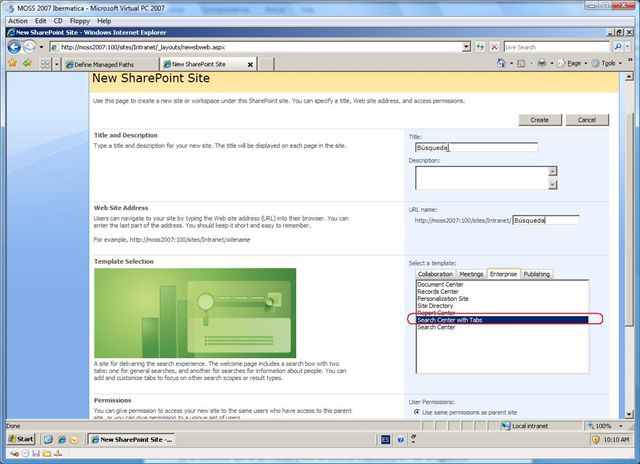 MOSS 2007 Ibermatica - Microsoft Virtual PC 2007
Action Edit CD Floppy Help
New SharePoint Site - Windows Internet Explorer
http://moss2007:100/sites/Intranet/_layouts/newsbweb.aspx
Live Search
Define Managed Paths
New SharePoint Site
Page
Tools
New SharePoint Site
Use this page to create a new site or workspace under this SharePoint site. You can specify a title, Web site address, and access permissions.
Create
Cancel
Title and Description
Type a title and description for your new site. The title will be displayed on each page in the site.
Title:
Búsqueda
Description:
Web Site Address
Users can navigate to your site by typing the Web site address (URL) into their browser. You can
enter the last part of the address. You should keep it short and easy to remember.
For example, http://moss2007:100/sites/Intranet/sitename
URL name:
http://moss2007:100/sites/Intranet/ Búsqueda
Template Selection
Select a template:
Collaboration Meetings Enterprise Publishing
Document Center
Records Center
Personalization Site
Site Directory
Report Center
Search Center with Tabs
Search Center
A site for delivering the search experience. The welcome page includes a search box with two
tabs: one for general searches, and another for searches for information about people. You can
add and customize tabs to focus on other search scopes or result types.
Permissions
You can give permission to access your new site to the same users who have access to this parent
site, or you can give permission to a unique set of users.
User Permissions:
Use same permissions as parent site
Done
Local intranet
100%
Start
New SharePoint Site -...
ES
10:10 AM